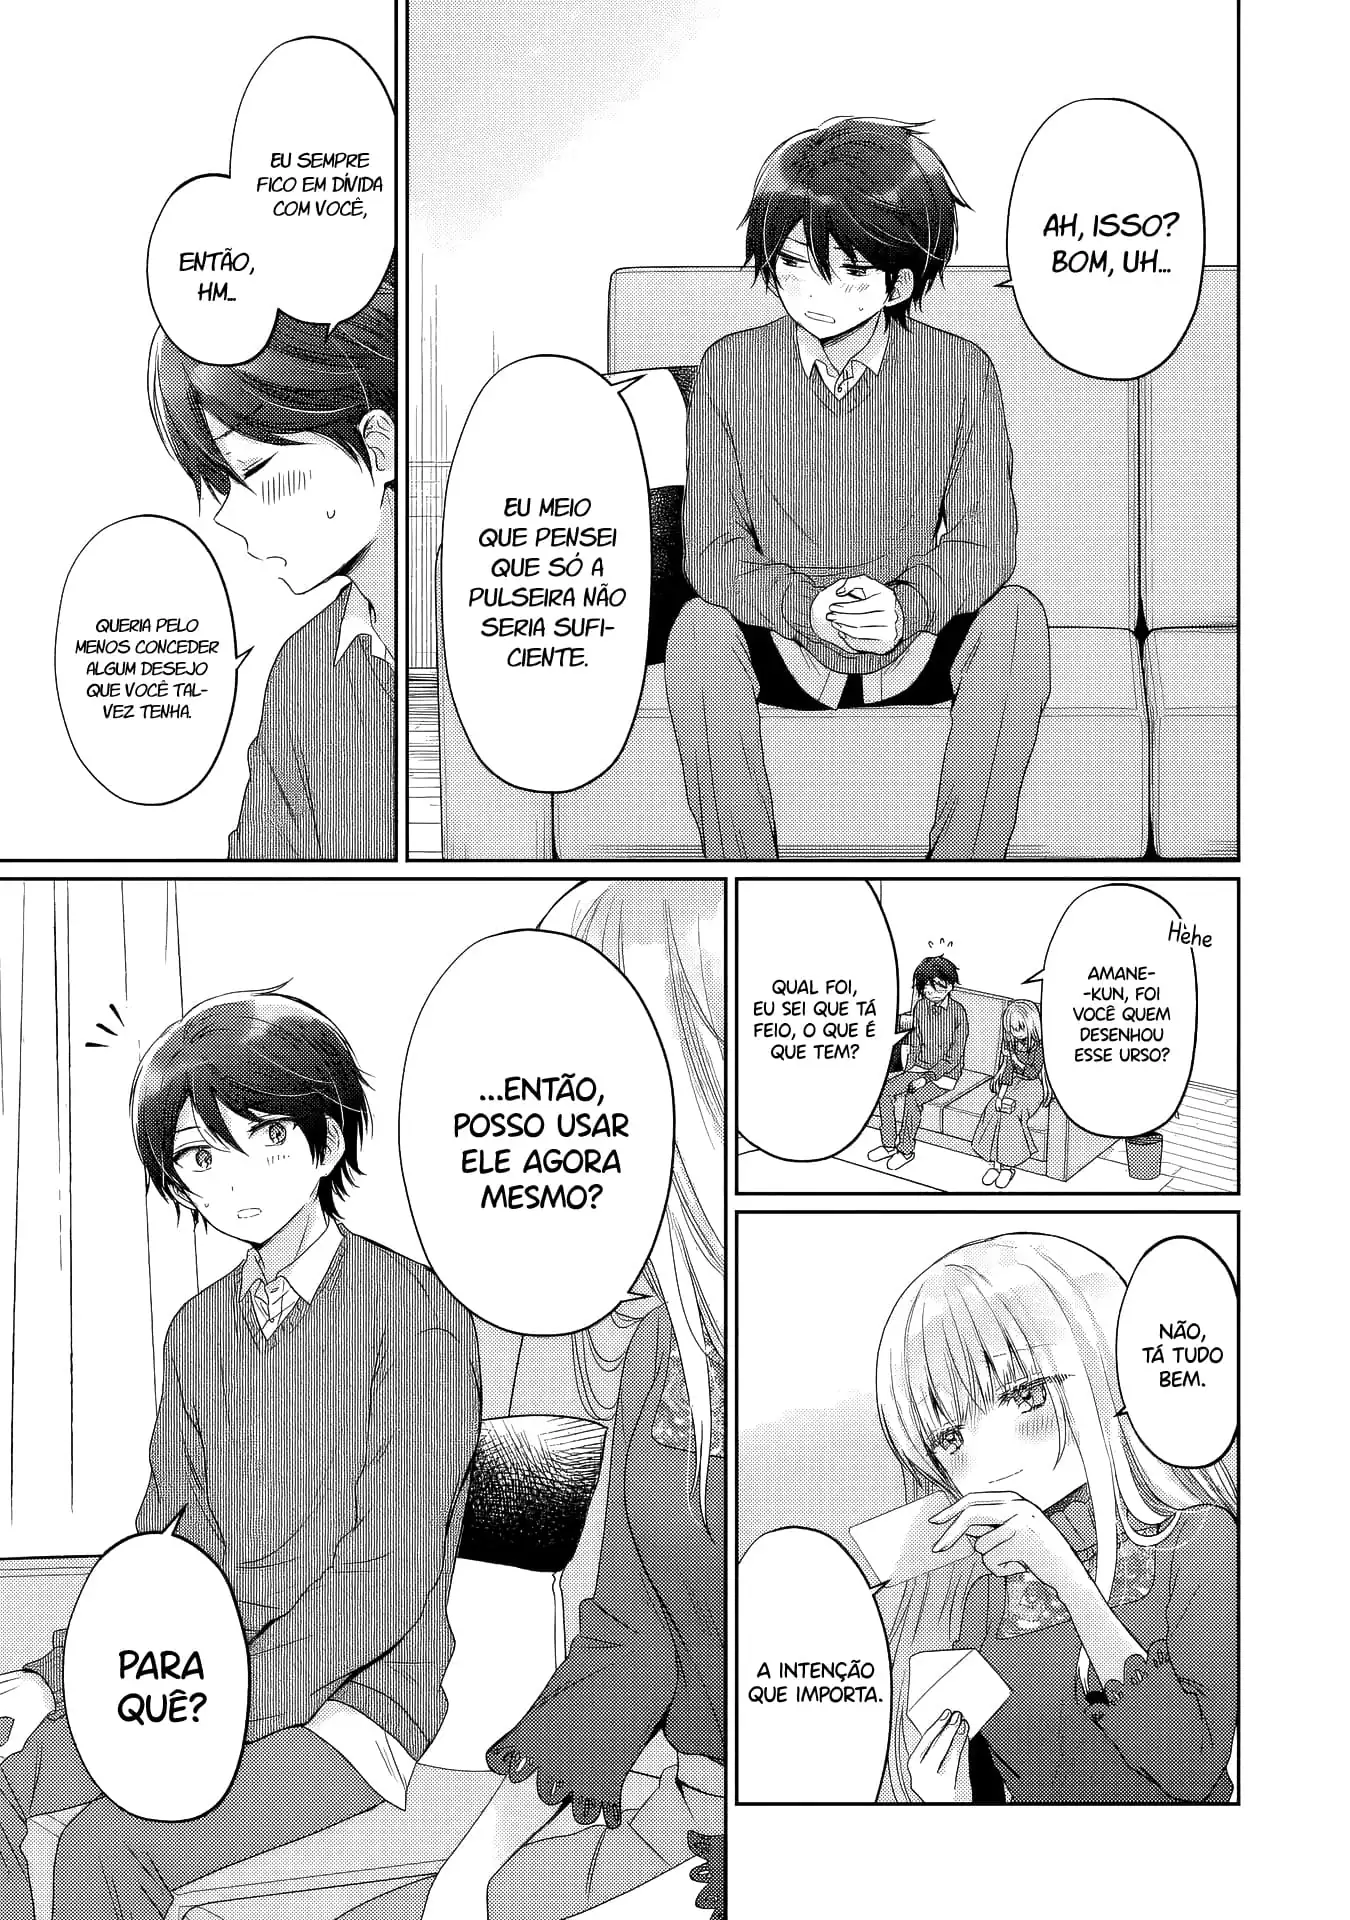 AH, ISSO?
BOM, UH...
EU MEIO
QUE PENSEI
QUE SÓ A
PULSEIRA NÃO
SERIA SUFI-
CIENTE.
EU SEMPRE
FICO EM DÍVIDA
COM VOCÊ,
ENTÃO,
HM...
QUERIA PELO
MENOS CONCEDER
ALGUM DESEJO
QUE VOCÊ TAL-
VEZ TENHA.
Hèhe
AMANE-
-KUN, FOI
VOCÊ QUEM
DESENHOU
ESSE URSO?
QUAL FOI,
EU SEI QUE TÁ
FEIO, O QUE É
QUE TEM?
NÃO,
TÁ TUDO
BEM.
A INTENÇÃO
QUE IMPORTA.
...ENTÃO,
POSSO USAR
ELE AGORA
MESMO?
PARA
QUÊ?